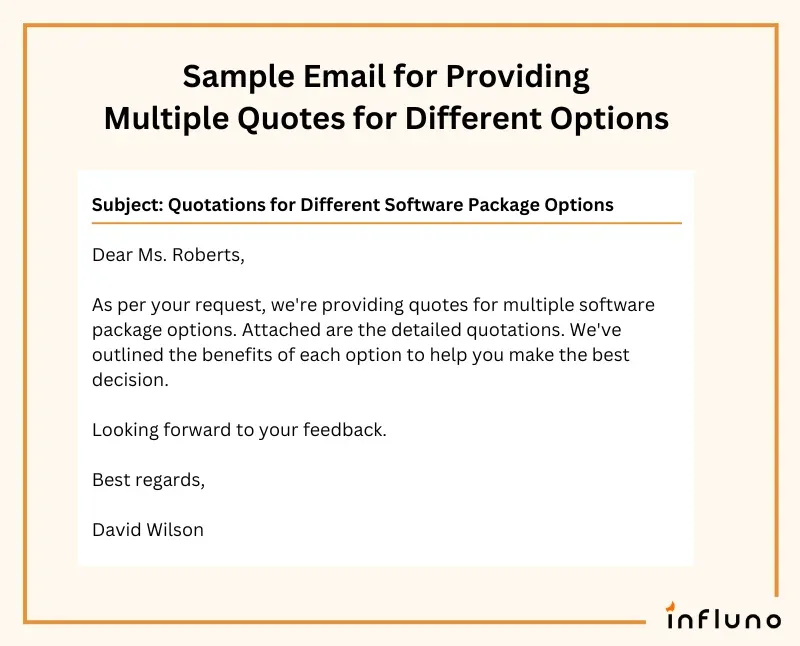 Sample Email for Providing
Multiple Quotes for Different Options
Subject: Quotations for Different Software Package Options
Dear Ms. Roberts,
As per your request, we're providing quotes for multiple software
package options. Attached are the detailed quotations. We've
outlined the benefits of each option to help you make the best
decision.
Looking forward to your feedback.
Best regards,
David Wilson
influno